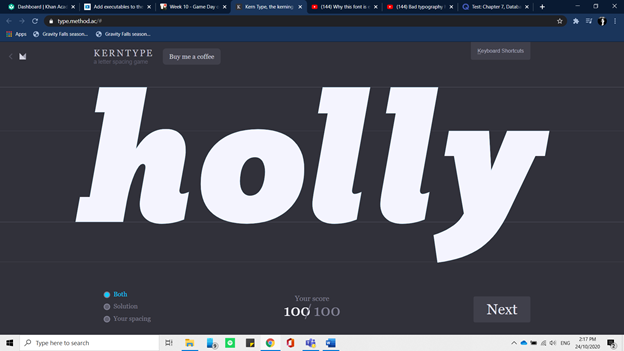 Dashboard | Khan Acade
Add executables to the
Week 10 - Game Day
Kern Type, the kerning
(144) Why this font is
(144) Bad typography
Test: Chapter 7, Datab
type.method.ac/#
Apps
Gravity Falls season...
Gravity Falls season...
KERNTYPE
a letter spacing game
Buy me a coffee
Keyboard Shortcuts
holly
Both
Solution
Your spacing
Your score
100/100
Next
Type here to search
ENG
2:17 PM
24/10/2020